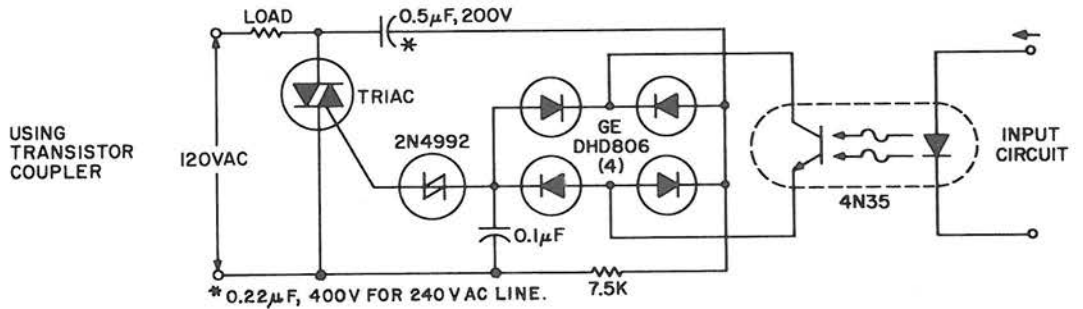 LOAD
0.5μF, 200V
*
TRIAC
USING
TRANSISTOR
COUPLER
120VAC
2N4992
GE
DHD806
(4)
INPUT
CIRCUIT
4N35
0.1μF
7.5K
* 0.22μF, 400V FOR 240 VAC LINE.